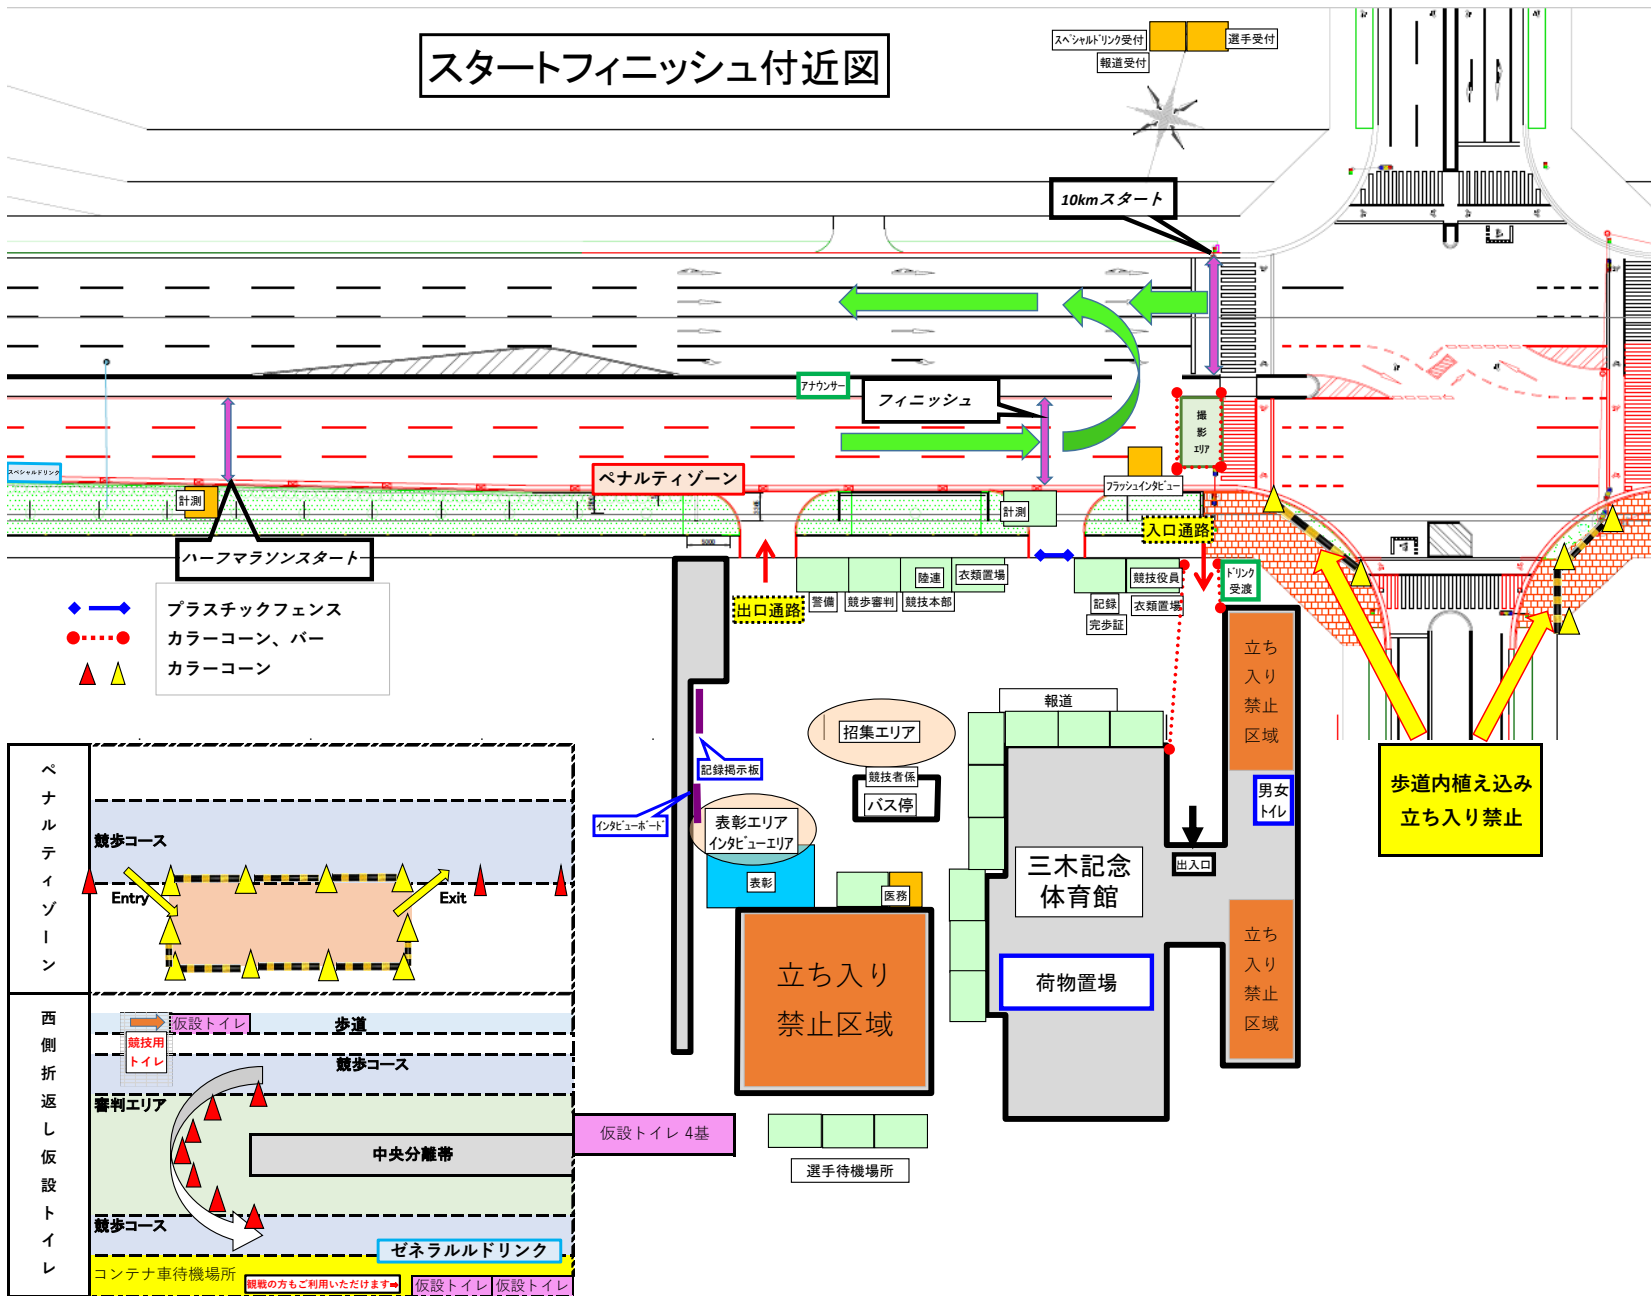 スタートフィニッシュ付近図
スペシャルドリンク受付
選手受付
報道受付
10kmスタート
アナウンサー
フィニッシュ
撮
影
エリア
スペシャルドリンク
ペナルティゾーン
フラッシュインタビュー
計測
計測
入口通路
ハーフマラソンスタート
5000
出口通路
陸連
衣類置場
警備
競歩審判
競技本部
競技役員
記録
衣類置場
完歩証
ドリンク
受渡
プラスチックフェンス
カラーコーン、バー
カラーコーン
立ち
入り
禁止
区域
報道
招集エリア
記録掲示板
競技者係
バス停
インタビューボード
表彰エリア
インタビューエリア
表彰
医務
男女
トイレ
出入口
三木記念
体育館
荷物置場
歩道内植え込み
立ち入り禁止
立ち入り
禁止区域
立ち
入り
禁止
区域
仮設トイレ 4基
選手待機場所
ペナルティゾーン
競歩コース
Entry
Exit
西側折返し仮設トイレ
仮設トイレ
歩道
競技用
トイレ
競歩コース
審判エリア
中央分離帯
競歩コース
ゼネラルルドリンク
コンテナ車待機場所
観戦の方もご利用いただけます➡
仮設トイレ
仮設トイレ